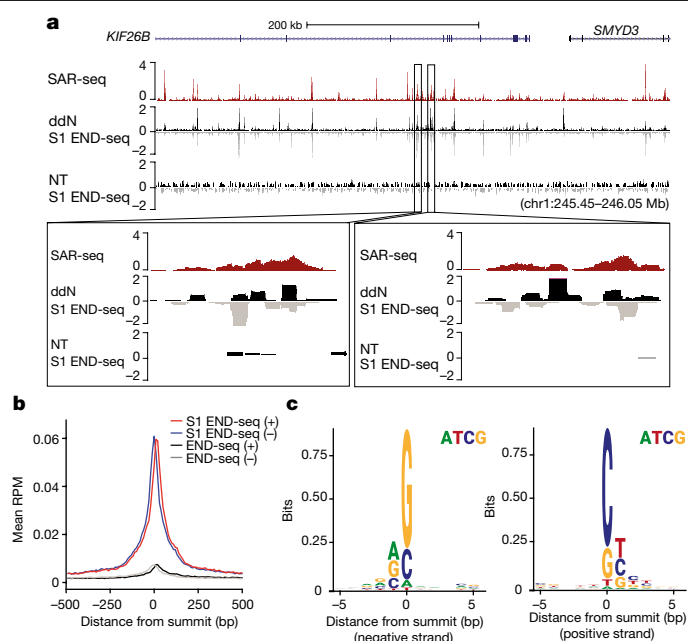 a
200 kb
KIF26B
SMYD3
SAR-seq
4
0
ddN
S1 END-seq
2
0
−2
NT
S1 END-seq
2
0
−2
(chr1:245.45–246.05 Mb)
SAR-seq
4
0
ddN
S1 END-seq
2
0
−2
NT
S1 END-seq
2
0
−2
SAR-seq
4
0
ddN
S1 END-seq
2
0
−2
NT
S1 END-seq
2
0
−2
b
S1 END-seq (+)
S1 END-seq (−)
END-seq (+)
END-seq (−)
Mean RPM
0.06
0.04
0.02
0
−500
−250
0
250
500
Distance from summit (bp)
c
ATCG
Bits
0.75
0.50
0.25
0
G
A
G
C
C
A
−5
0
5
Distance from summit (bp)
(negative strand)
ATCG
Bits
0.75
0.50
0.25
0
C
G
T
A
T
C
G
−5
0
5
Distance from summit (bp)
(positive strand)